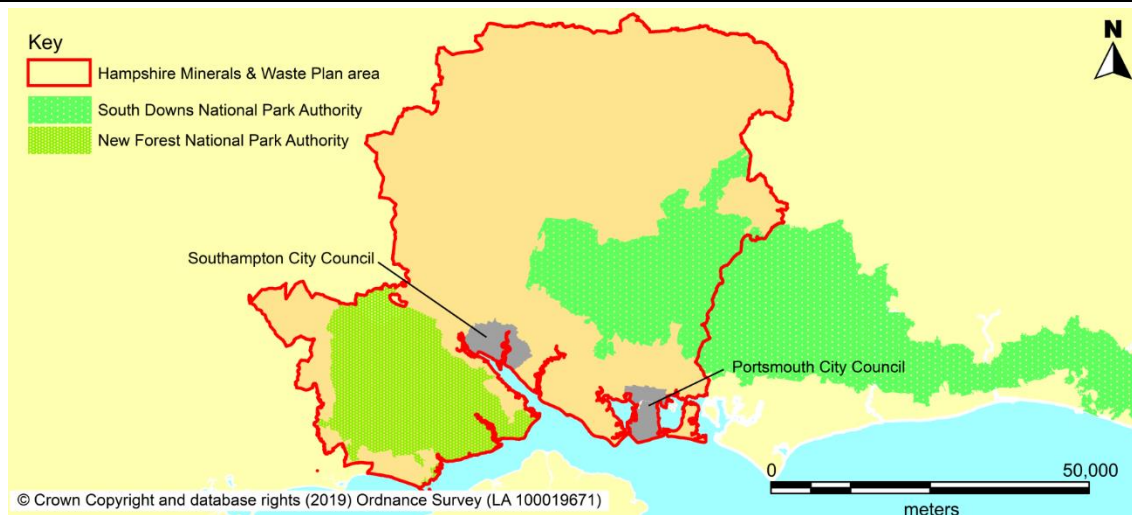 Key
Hampshire Minerals & Waste Plan area
South Downs National Park Authority
New Forest National Park Authority
N
Southampton City Council
Portsmouth City Council
0 50,000
meters
© Crown Copyright and database rights (2019) Ordnance Survey (LA 100019671)